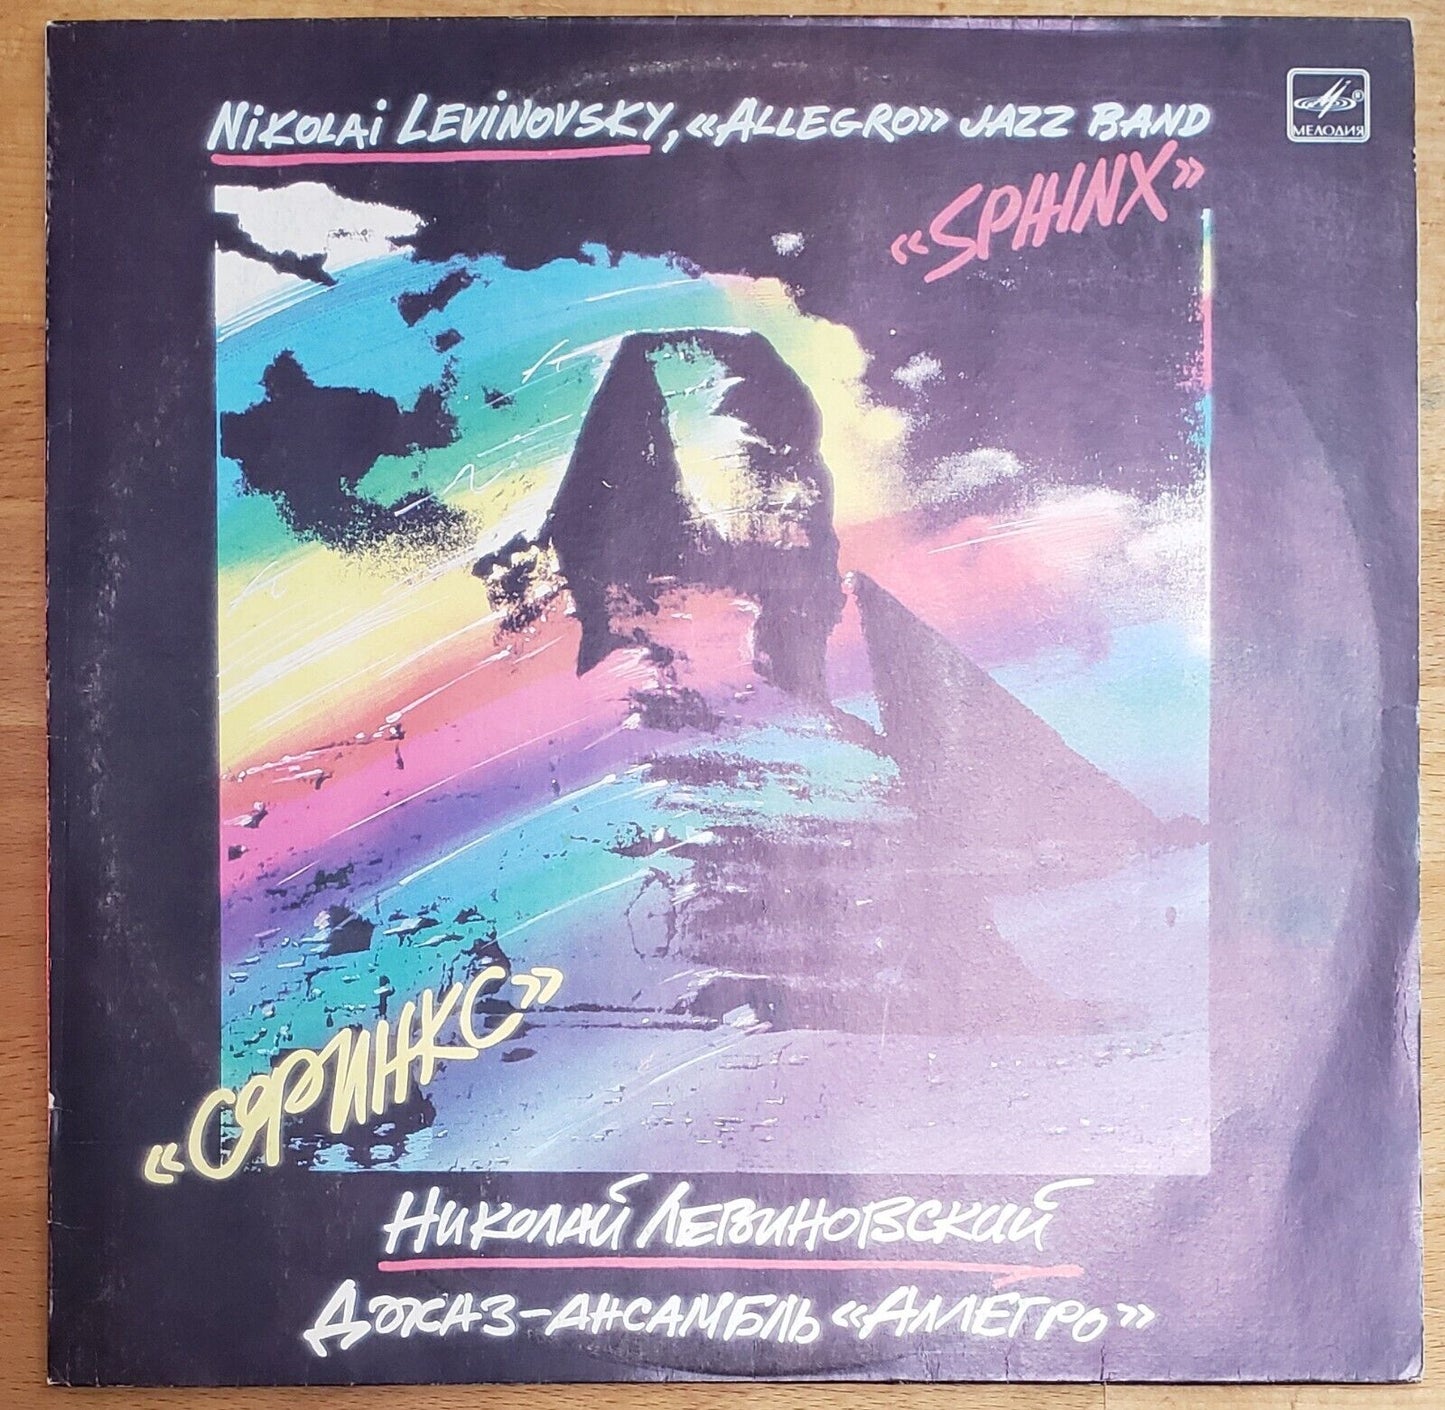 Nikolai Levinovsky, «Allegro» jazz band
МЕЛОДИЯ
«SPHINX»
«СФИНКС»
Николай Левиновский
Джаз-ансамбль «Аллегро»